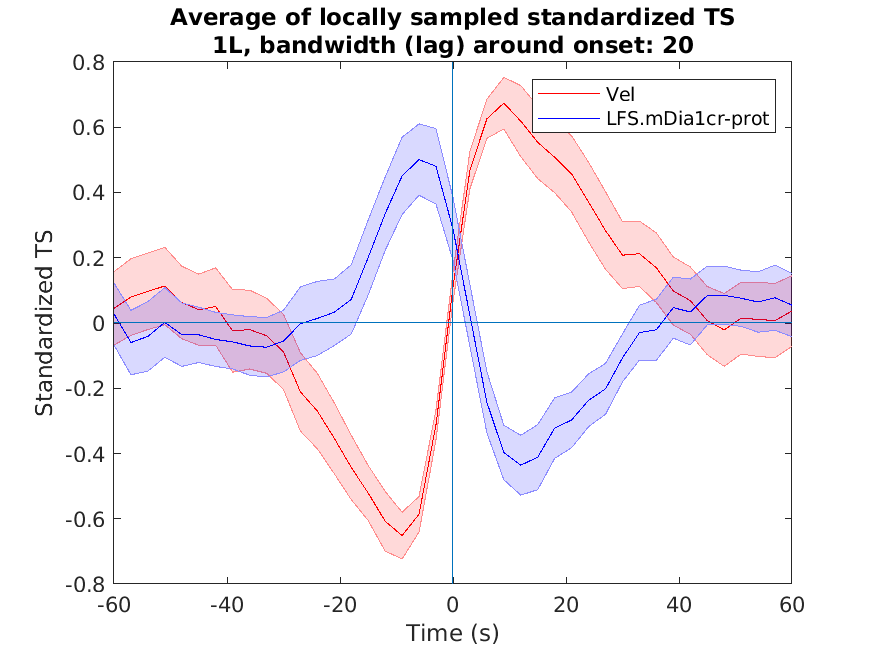 Average of locally sampled standardized TS
1L, bandwidth (lag) around onset: 20
Vel
LFS.mDia1cr-prot
Standardized TS
0.8
0.6
0.4
0.2
0
-0.2
-0.4
-0.6
-0.8
-60
-40
-20
0
20
40
60
Time (s)